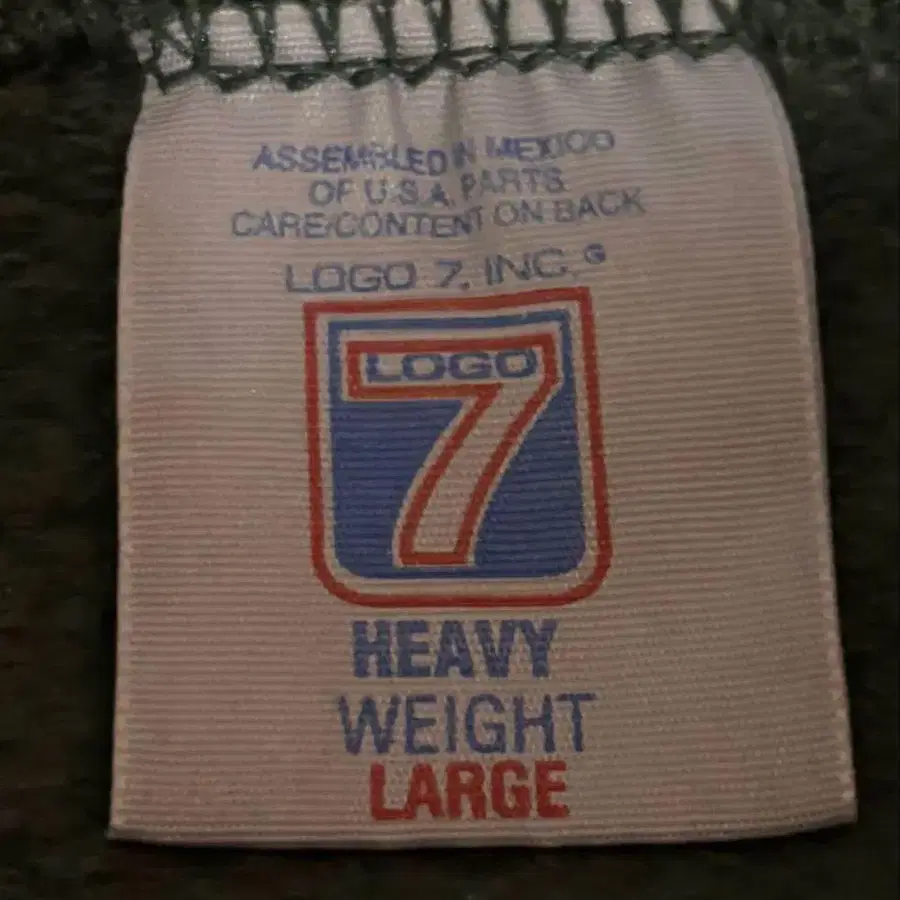 ASSEMBLED IN MEXICO
OF U.S.A. PARTS
CARE/CONTENT ON BACK
LOGO 7, INC.®
LOGO
7
HEAVY
WEIGHT
LARGE